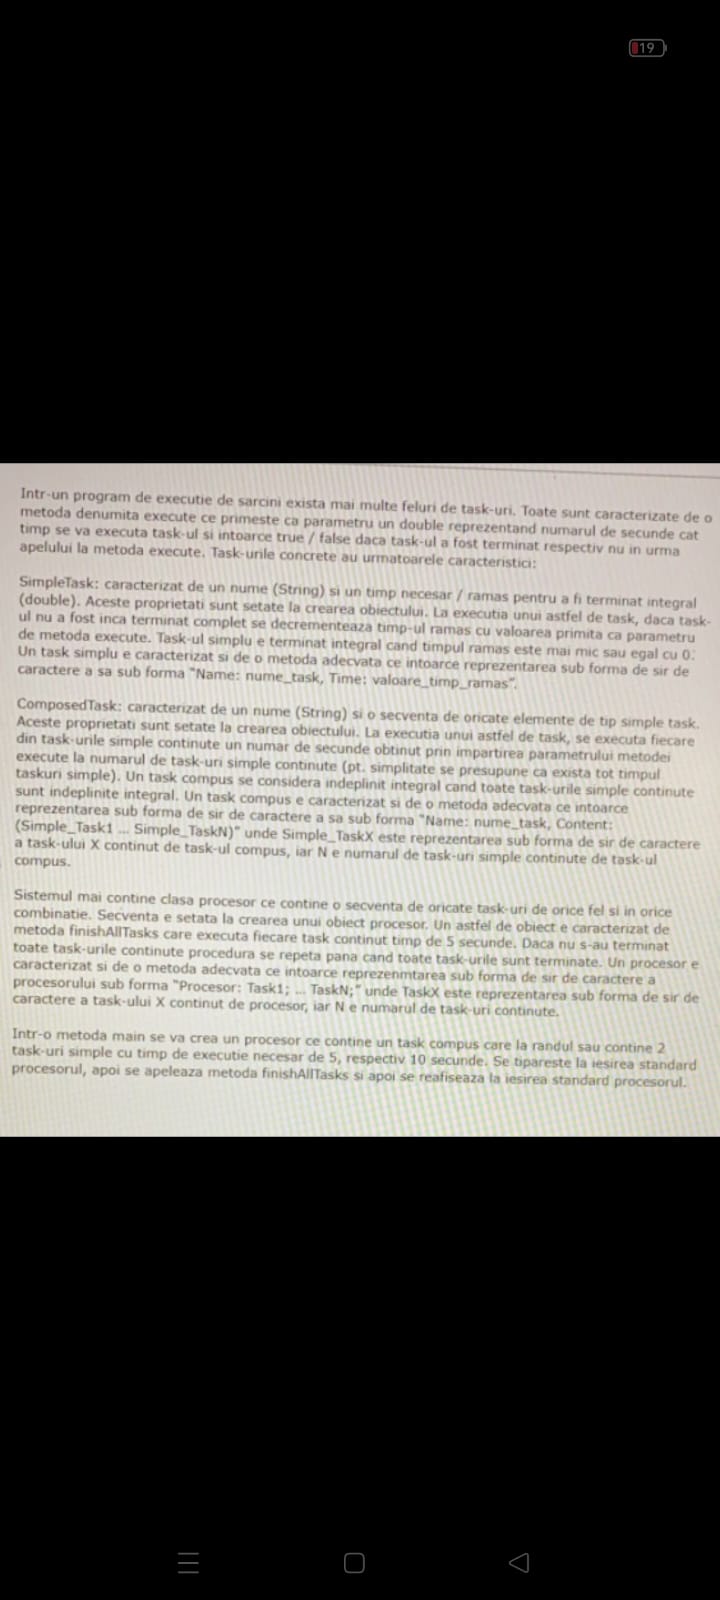 19
Intr-un program de executie de sarcini exista mai multe feluri de task-uri. Toate sunt caracterizate de o
metoda denumita execute ce primeste ca parametru un double reprezentand numarul de secunde cat
timp se va executa task-ul si intoarce true / false daca task-ul a fost terminat respectiv nu in urma
apelului la metoda execute. Task-urile concrete au urmatoarele caracteristici:
SimpleTask: caracterizat de un nume (String) si un timp necesar / ramas pentru a fi terminat integral
(double). Aceste proprietati sunt setate la crearea obiectului. La executia unui astfel de task, daca task-
ul nu a fost inca terminat complet se decrementeaza timp-ul ramas cu valoarea primita ca parametru
de metoda execute. Task-ul simplu e terminat integral cand timpul ramas este mai mic sau egal cu 0.
Un task simplu e caracterizat si de o metoda adecvata ce intoarce reprezentarea sub forma de sir de
caractere a sa sub forma "Name: nume_task, Time: valoare_timp_ramas".
ComposedTask: caracterizat de un nume (String) si o secventa de oricate elemente de tip simple task.
Aceste proprietati sunt setate la crearea obiectului. La executia unui astfel de task, se executa fiecare
din task-urile simple continute un numar de secunde obtinut prin impartirea parametrului metodei
execute la numarul de task-uri simple continute (pt. simplitate se presupune ca exista tot timpul
taskuri simple). Un task compus se considera indeplinit integral cand toate task-urile simple continute
sunt indeplinite integral. Un task compus e caracterizat si de o metoda adecvata ce intoarce
reprezentarea sub forma de sir de caractere a sa sub forma "Name: nume_task, Content:
(Simple_Task1 ... Simple_TaskN)" unde Simple_TaskX este reprezentarea sub forma de sir de caractere
a task-ului X continut de task-ul compus, iar N e numarul de task-uri simple continute de task-ul
compus.
Sistemul mai contine clasa procesor ce contine o secventa de oricate task-uri de orice fel si in orice
combinatie. Secventa e setata la crearea unui obiect procesor. Un astfel de obiect e caracterizat de
metoda finishAllTasks care executa fiecare task continut timp de 5 secunde. Daca nu s-au terminat
toate task-urile continute procedura se repeta pana cand toate task-urile sunt terminate. Un procesor e
caracterizat si de o metoda adecvata ce intoarce reprezenmtarea sub forma de sir de caractere a
procesorului sub forma "Procesor: Task1; ... TaskN;" unde TaskX este reprezentarea sub forma de sir de
caractere a task-ului X continut de procesor, iar N e numarul de task-uri continute.
Intr-o metoda main se va crea un procesor ce contine un task compus care la randul sau contine 2
task-uri simple cu timp de executie necesar de 5, respectiv 10 secunde. Se tipareste la iesirea standard
procesorul, apoi se apeleaza metoda finishAllTasks si apoi se reafiseaza la iesirea standard procesorul.